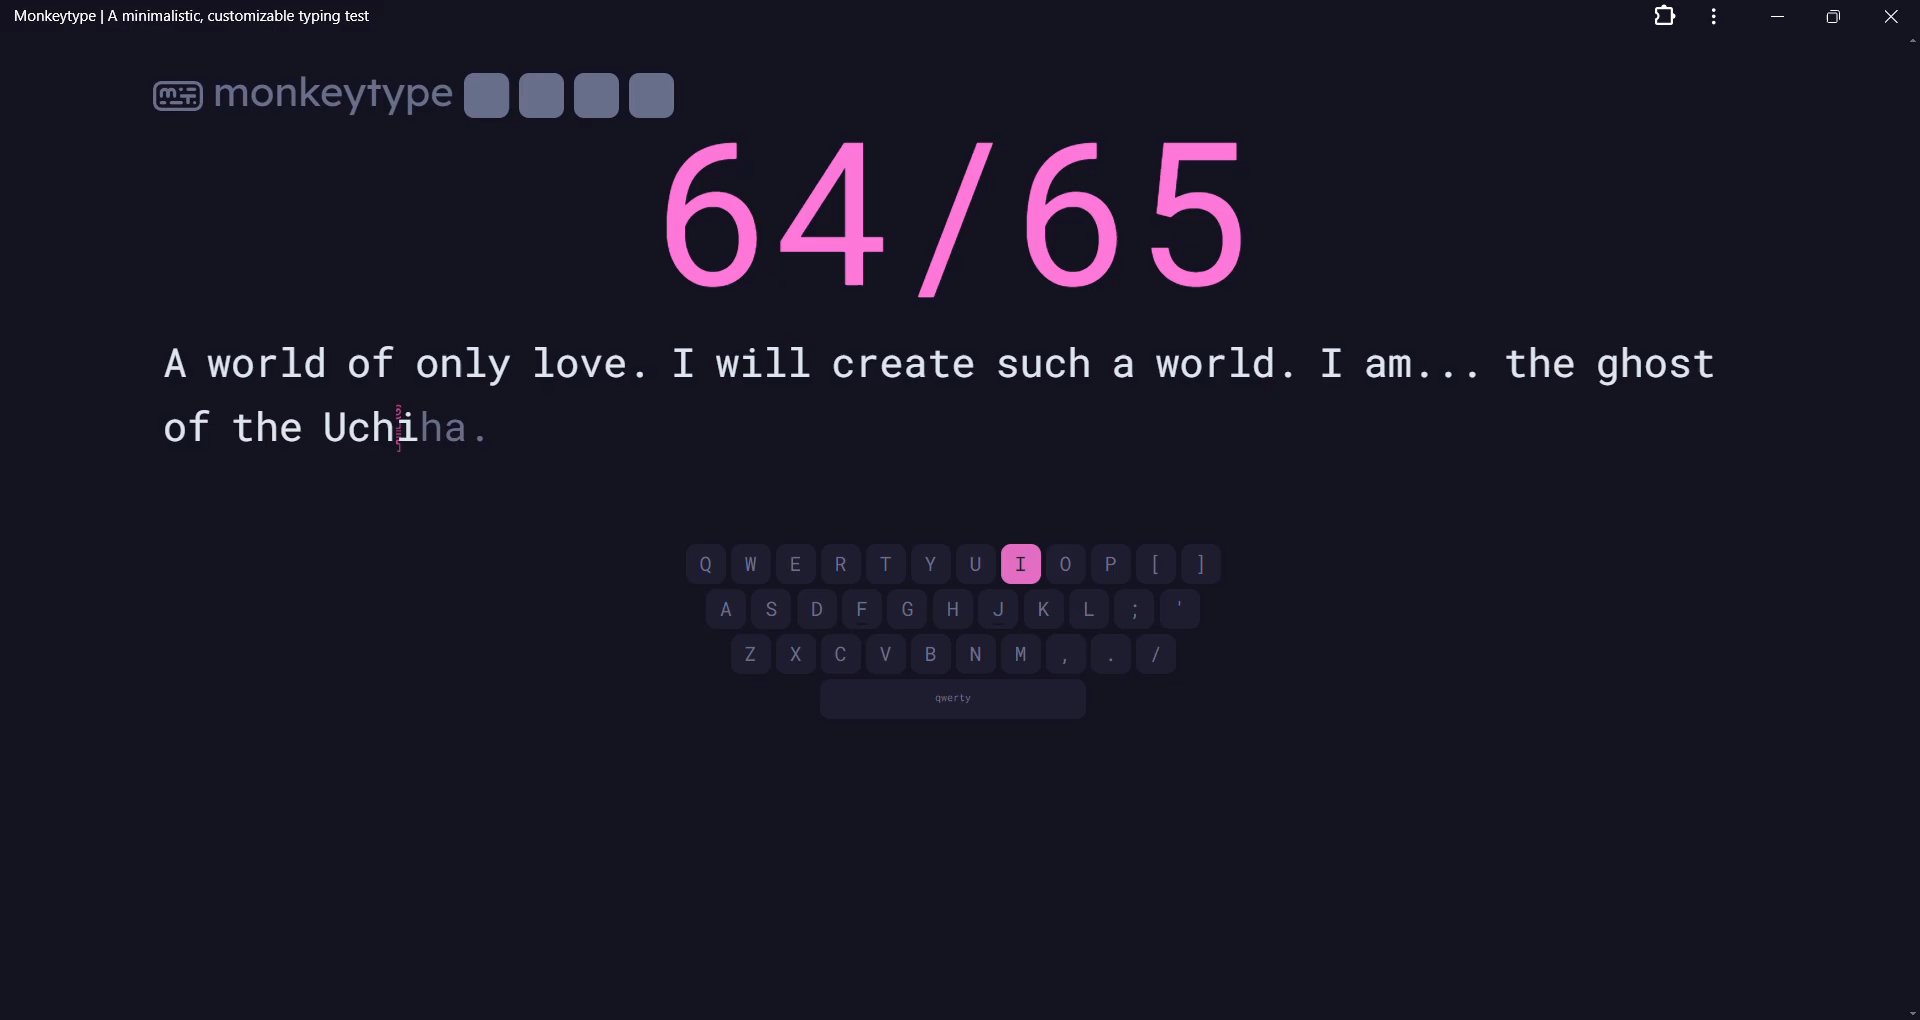 Monkeytype | A minimalistic, customizable typing test
monkeytype
64/65
A world of only love. I will create such a world. I am... the ghost
of the Uchiha.
Q W E R T Y U I O P [ ]
A S D F G H J K L ; '
Z X C V B N M , . /
qwerty